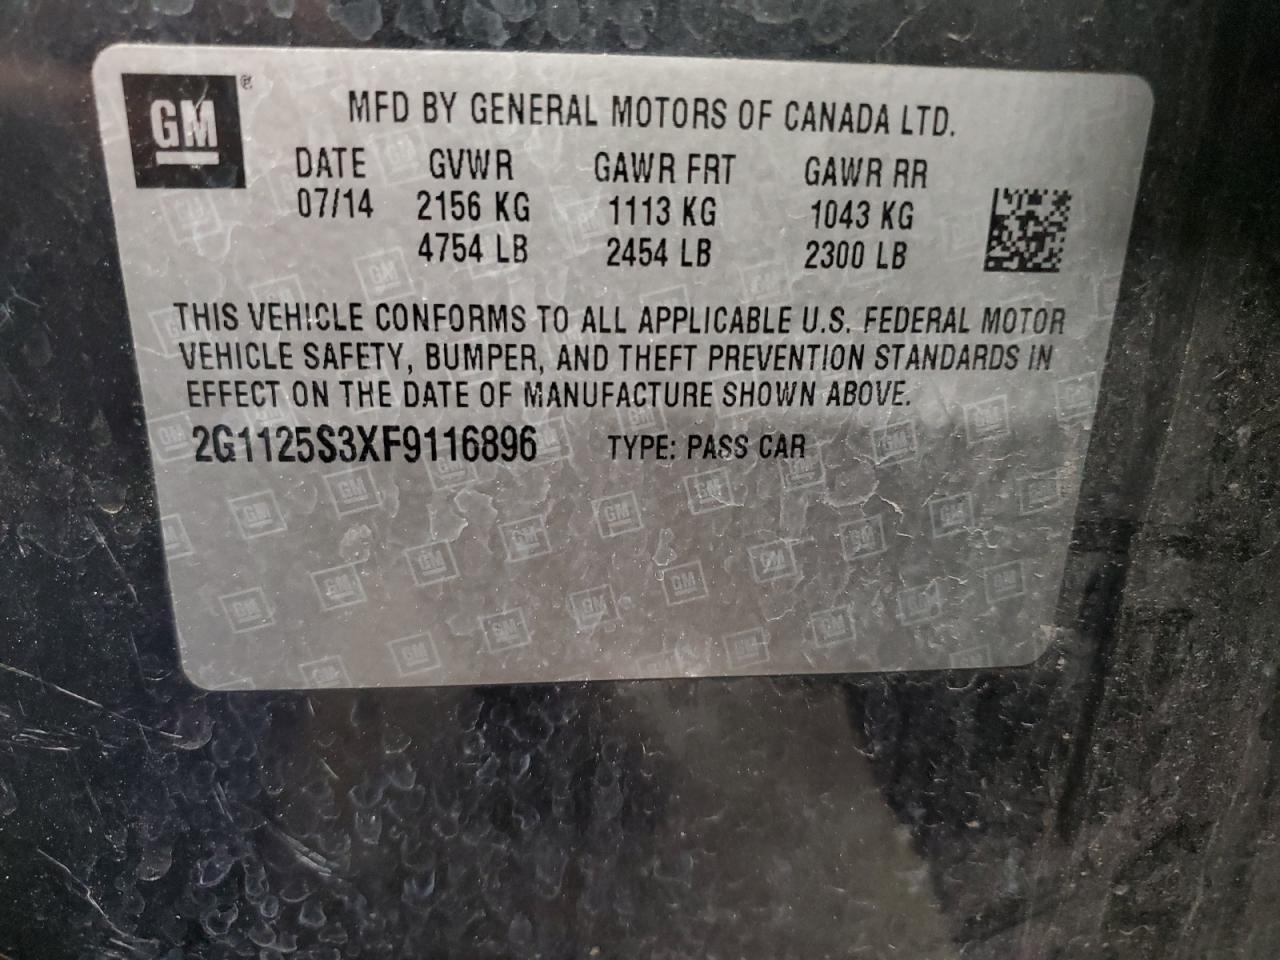 GM ®
MFD BY GENERAL MOTORS OF CANADA LTD.
DATE GVWR GAWR FRT GAWR RR
07/14 2156 KG 1113 KG 1043 KG
4754 LB 2454 LB 2300 LB
THIS VEHICLE CONFORMS TO ALL APPLICABLE U.S. FEDERAL MOTOR
VEHICLE SAFETY, BUMPER, AND THEFT PREVENTION STANDARDS IN
EFFECT ON THE DATE OF MANUFACTURE SHOWN ABOVE.
2G1125S3XF9116896 TYPE: PASS CAR